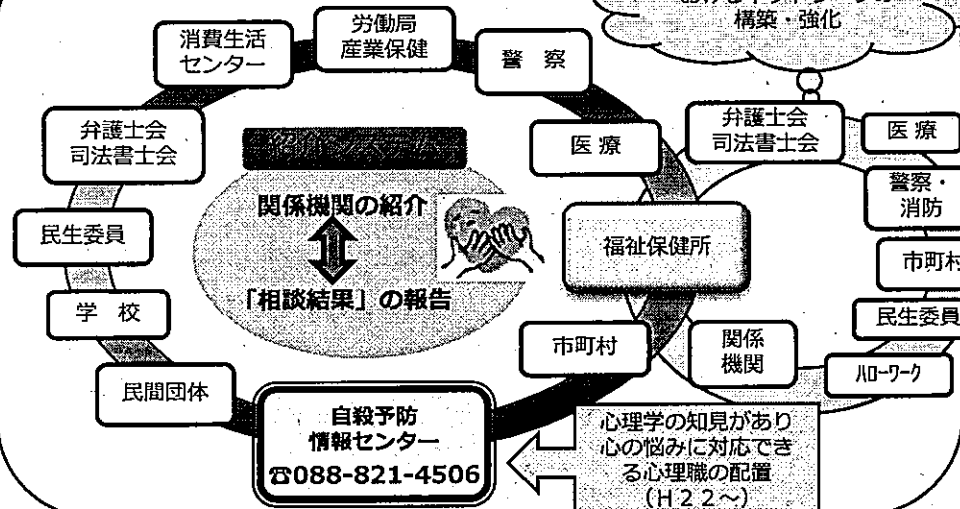 構築・強化
労働局
産業保健
消費生活
センター
警 察
弁護士会
司法書士会
医 療
民生委員
学 校
民間団体
関係機関の紹介
「相談結果」の報告
福祉保健所
市町村
自殺予防
情報センター
☎088-821-4506
弁護士会
司法書士会
医 療
警察・
消防
市町村
民生委員
ハローワーク
関係
機関
心理学の知見があり
心の悩みに対応でき
る心理職の配置
(H22~)